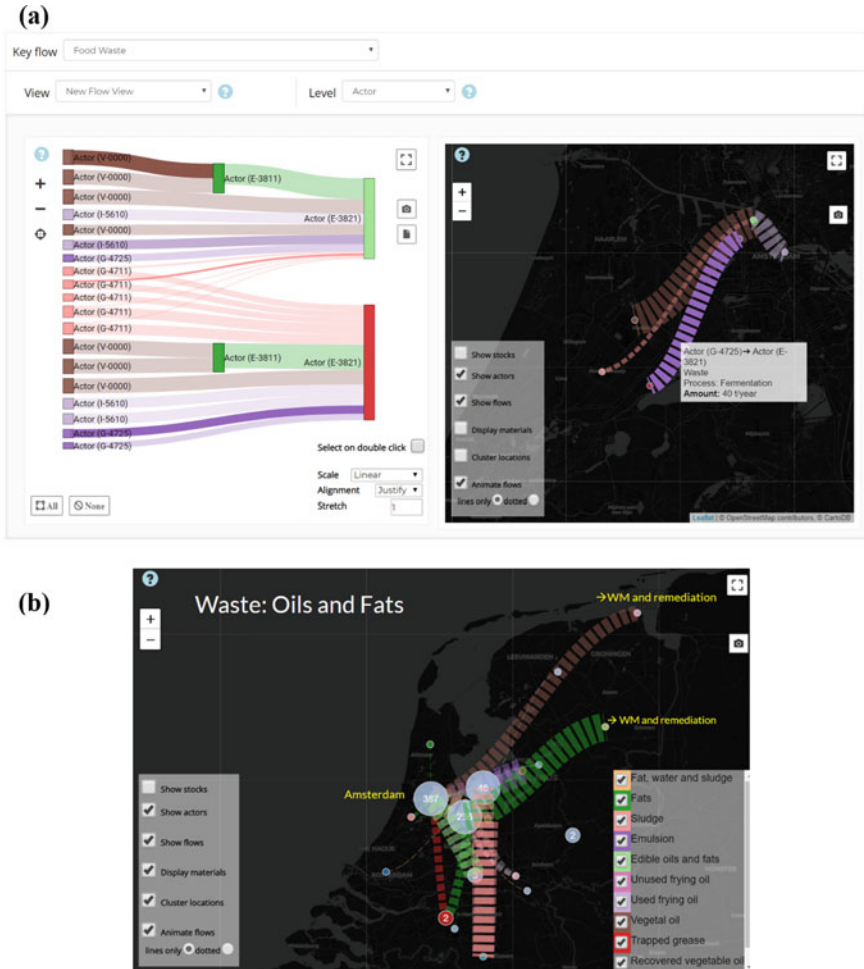 (a)
Key flow Food Waste
View New Flow View ? Level Actor ?
?
Actor (V-0000)
Actor (V-0000)
Actor (V-0000)
Actor (I-5610)
Actor (V-0000)
Actor (I-5610)
Actor (G-4725)
Actor (G-4711)
Actor (G-4711)
Actor (G-4711)
Actor (G-4711)
Actor (G-4711)
Actor (V-0000)
Actor (V-0000)
Actor (V-0000)
Actor (I-5610)
Actor (I-5610)
Actor (G-4725)
Actor (G-4725)
Actor (E-3811)
Actor (E-3821)
Actor (E-3811)
Actor (E-3821)
Select on double click
Scale Linear
Alignment Justify
Stretch 1
All None
?
+
−
HAARLEM
Show stocks
Show actors
Show flows
Display materials
Cluster locations
Animate flows
lines only dotted
Actor (G-4725)➔ Actor (E-
3821)
Waste
Process: Fermentation
Amount: 40 t/year
Leaflet | © OpenStreetMap contributors, © CartoDB
(b)
?
+
−
Waste: Oils and Fats
→WM and remediation
LEEUWARDEN
GRONINGEN
→ WM and remediation
Amsterdam
387
2
2
Show stocks
Show actors
Show flows
Display materials
Cluster locations
Animate flows
lines only dotted
Fat, water and sludge
Fats
Sludge
Emulsion
Edible oils and fats
Unused frying oil
Used frying oil
Vegetal oil
Trapped grease
Recovered vegetable oil